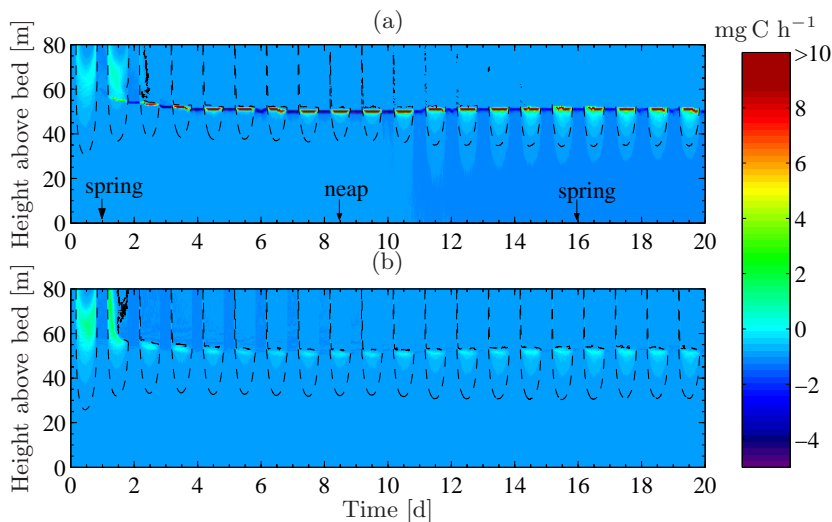 (a)
mg C h⁻¹
Height above bed [m]
80
60
40
20
0
spring
neap
spring
0 2 4 6 8 10 12 14 16 18 20
(b)
Height above bed [m]
80
60
40
20
0
0 2 4 6 8 10 12 14 16 18 20
Time [d]
>10
8
6
4
2
0
−2
−4